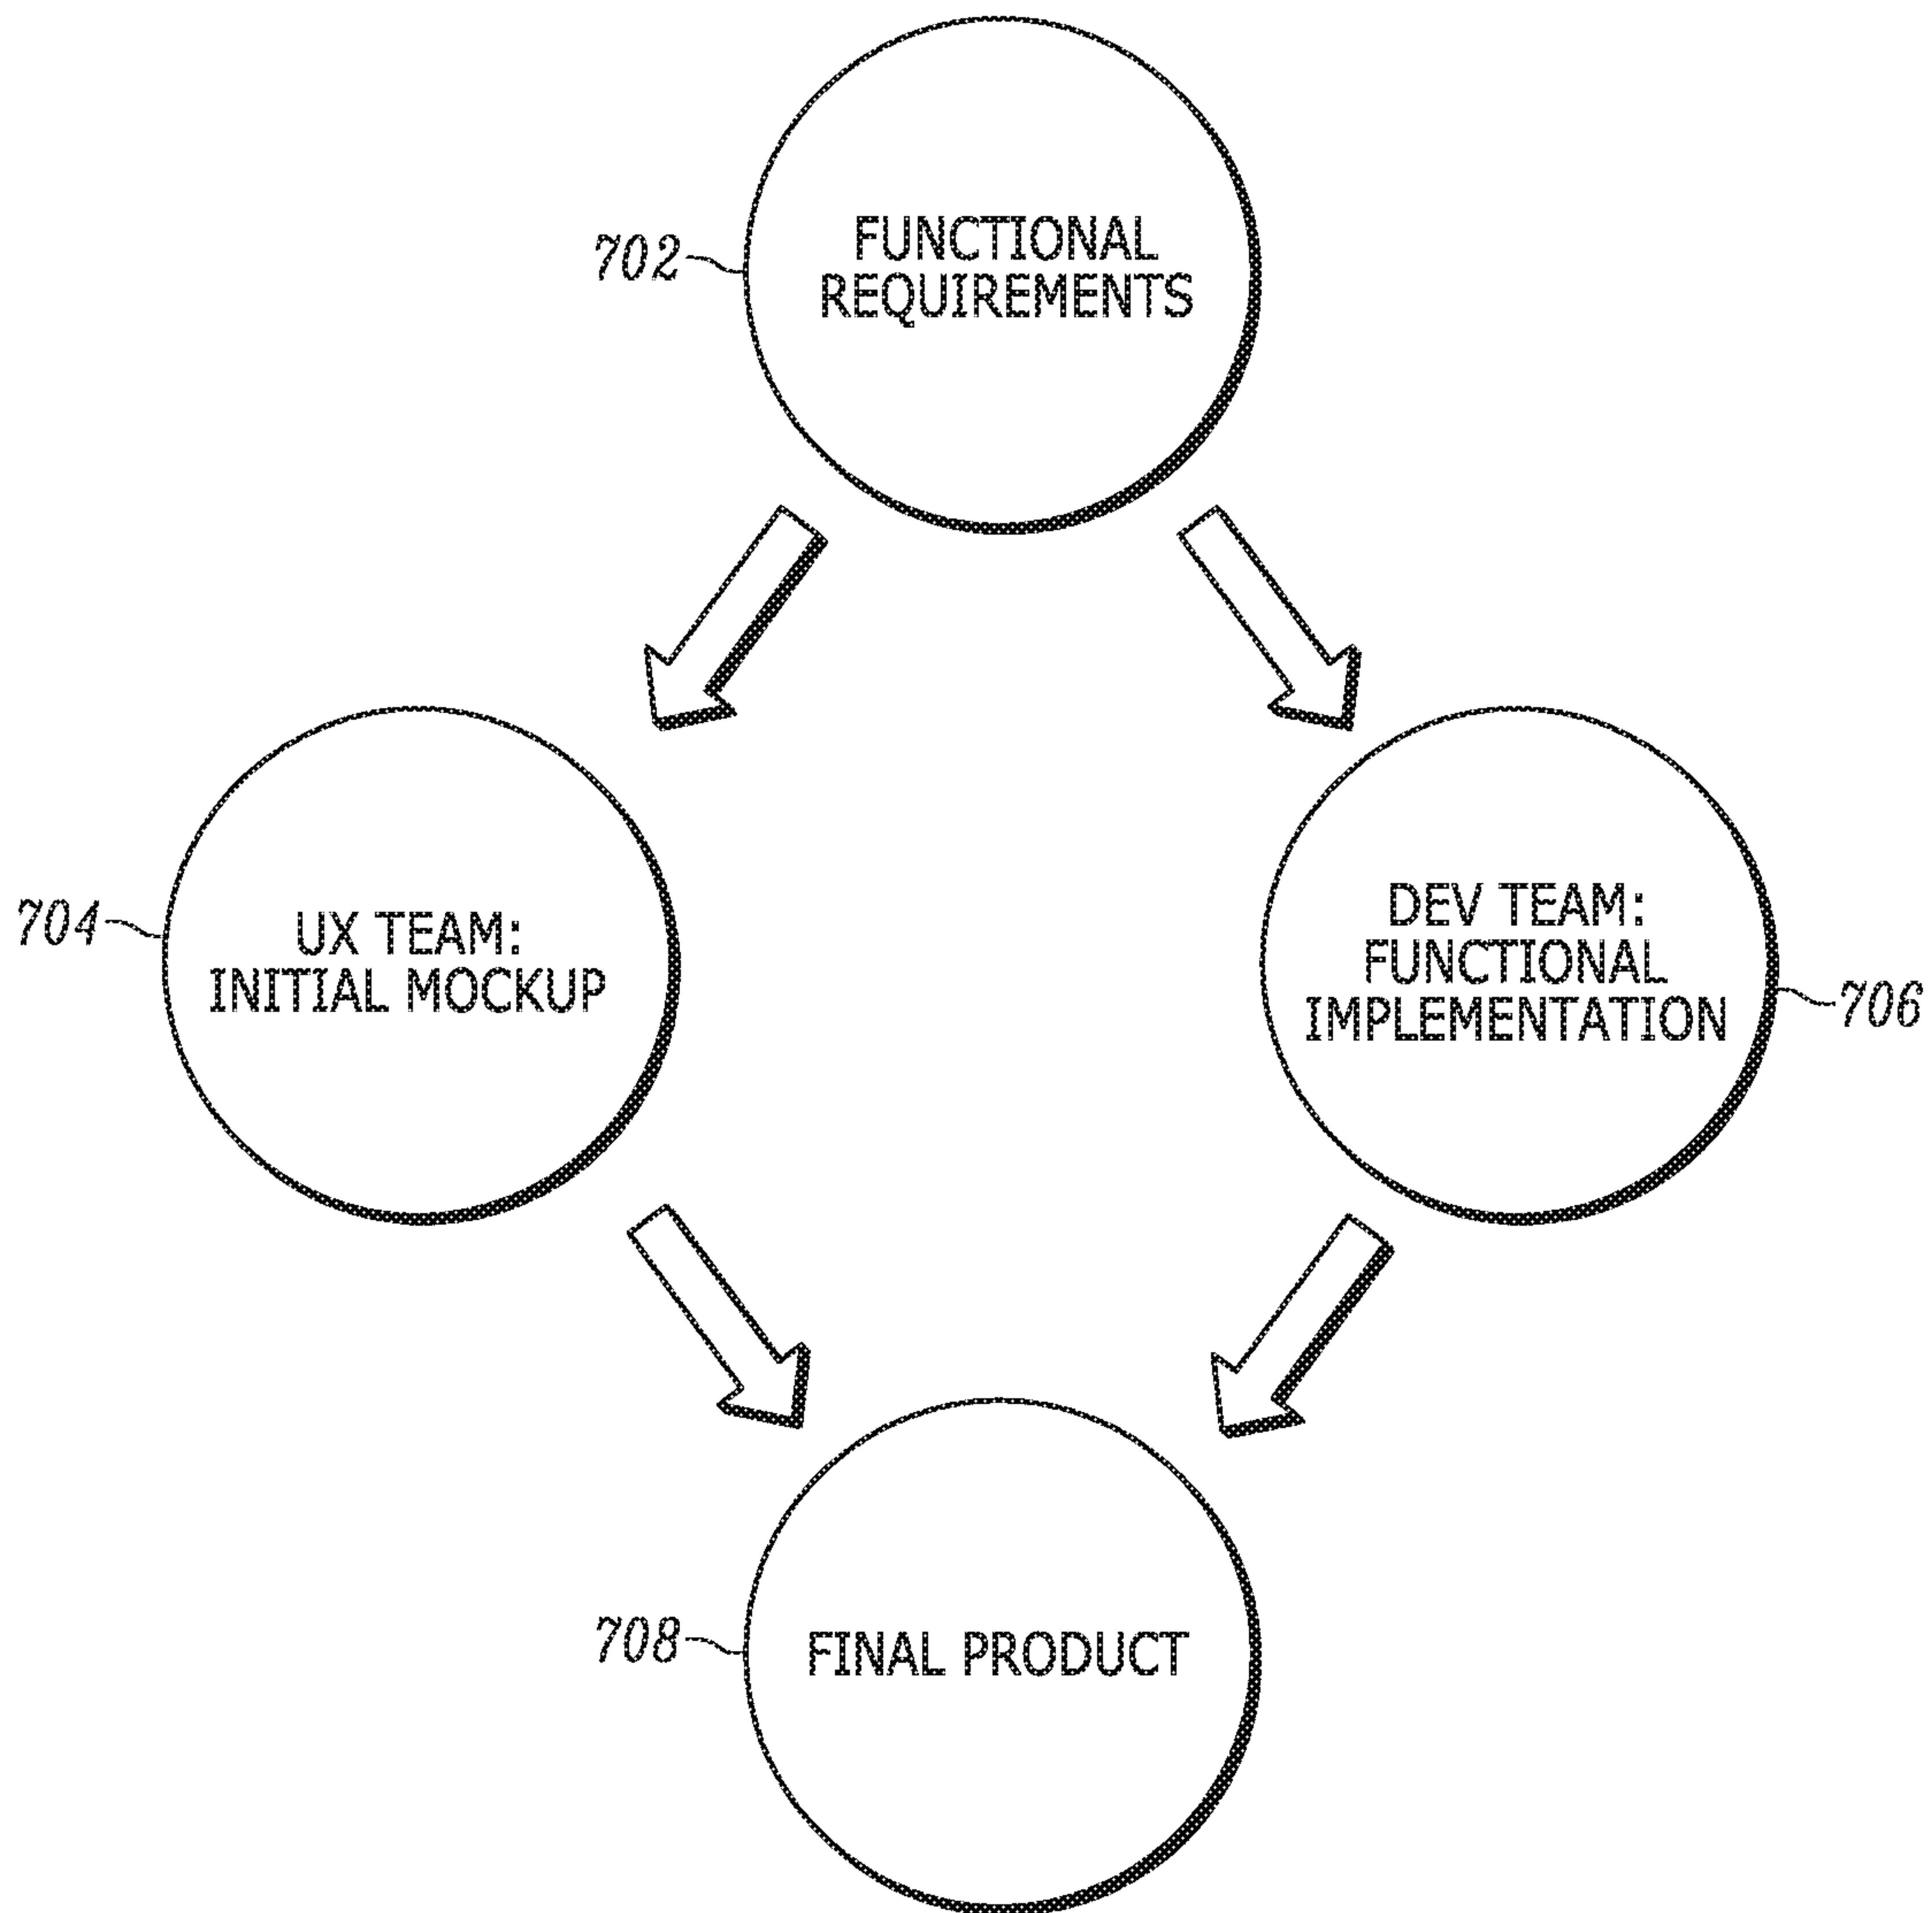 702
FUNCTIONAL
REQUIREMENTS
704
UX TEAM:
INITIAL MOCKUP
DEV TEAM:
FUNCTIONAL
IMPLEMENTATION
706
708
FINAL PRODUCT